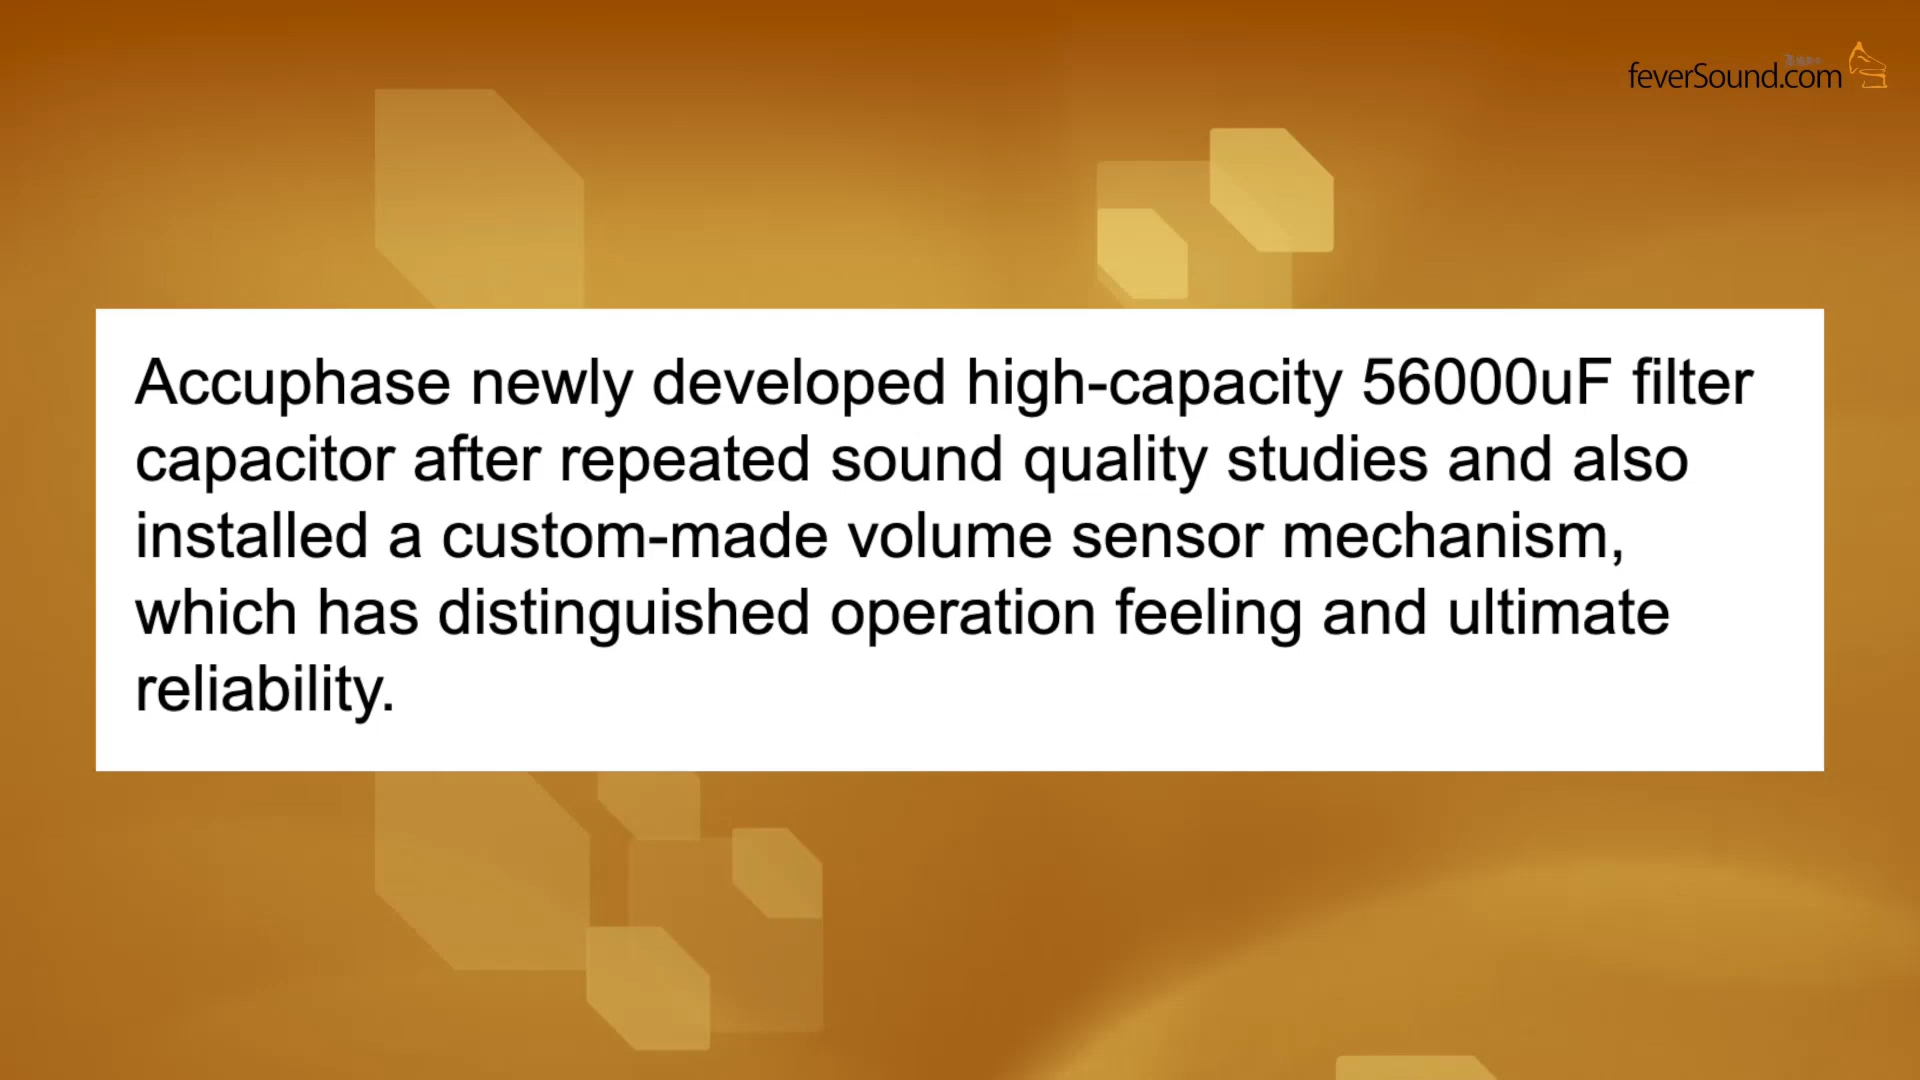 feverSound.com
Accuphase newly developed high-capacity 56000uF filter
capacitor after repeated sound quality studies and also
installed a custom-made volume sensor mechanism,
which has distinguished operation feeling and ultimate
reliability.